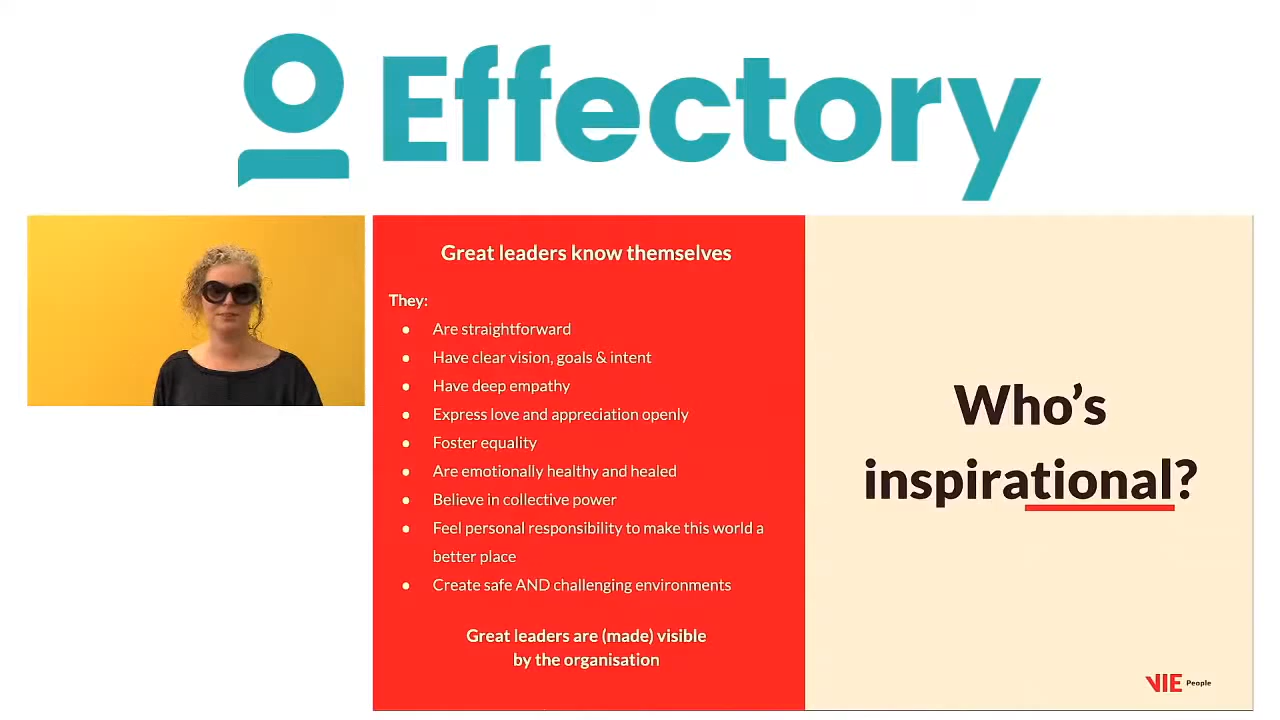 Effectory
Great leaders know themselves
They:
● Are straightforward
● Have clear vision, goals & intent
● Have deep empathy
● Express love and appreciation openly
● Foster equality
● Are emotionally healthy and healed
● Believe in collective power
● Feel personal responsibility to make this world a
better place
● Create safe AND challenging environments
Great leaders are (made) visible
by the organisation
Who’s
inspirational?
VIE People